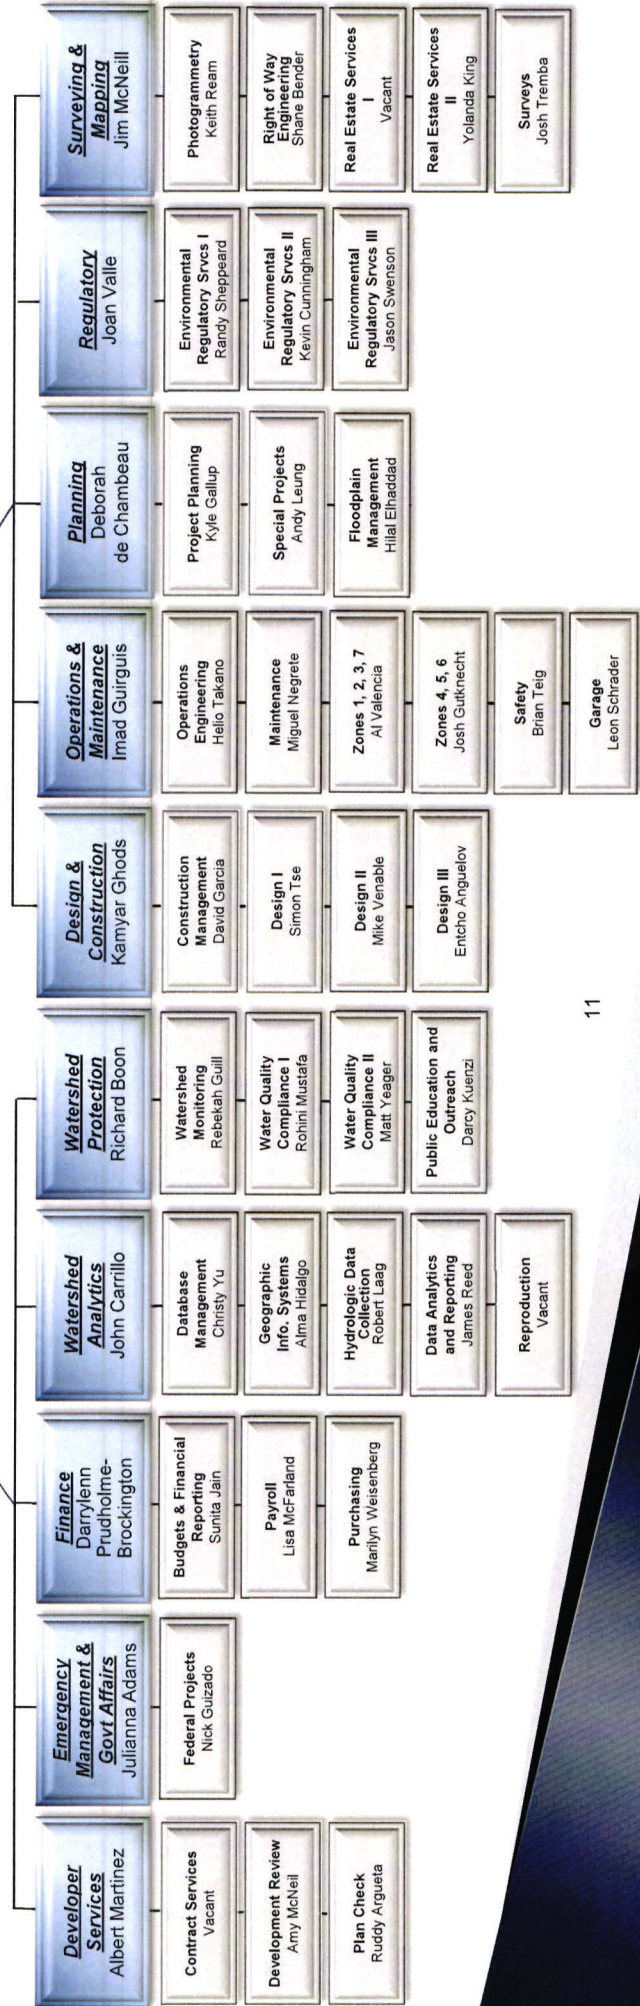 Developer
Services
Albert Martinez
Contract Services
Vacant
Development Review
Amy McNeil
Plan Check
Ruddy Argueta
Emergency
Management &
Govt Affairs
Julianna Adams
Federal Projects
Nick Guizado
Finance
Darrylenn
Prudholme-
Brockington
Budgets & Financial
Reporting
Sunita Jain
Payroll
Lisa McFarland
Purchasing
Marilyn Weisenberg
Watershed
Analytics
John Carrillo
Database
Management
Christy Yu
Geographic
Info. Systems
Alma Hidalgo
Hydrologic Data
Collection
Robert Laag
Data Analytics
and Reporting
James Reed
Reproduction
Vacant
Watershed
Protection
Richard Boon
Watershed
Monitoring
Rebekah Guill
Water Quality
Compliance I
Rohini Mustafa
Water Quality
Compliance II
Matt Yeager
Public Education and
Outreach
Darcy Kuenzi
Design &
Construction
Kamyar Ghods
Construction
Management
David Garcia
Design I
Simon Tse
Design II
Mike Venable
Design III
Entcho Anguelov
Operations &
Maintenance
Imad Guirguis
Operations
Engineering
Helio Takano
Maintenance
Miguel Negrete
Zones 1, 2, 3, 7
Al Valencia
Zones 4, 5, 6
Josh Gutknecht
Safety
Brian Teig
Garage
Leon Schrader
Planning
Deborah
de Chambeau
Project Planning
Kyle Gallup
Special Projects
Andy Leung
Floodplain
Management
Hilal Elhaddad
Regulatory
Joan Valle
Environmental
Regulatory Srvcs I
Randy Sheppeard
Environmental
Regulatory Srvcs II
Kevin Cunningham
Environmental
Regulatory Srvcs III
Jason Swenson
Surveying &
Mapping
Jim McNeill
Photogrammetry
Keith Ream
Right of Way
Engineering
Shane Bender
Real Estate Services
I
Vacant
Real Estate Services
II
Yolanda King
Surveys
Josh Tremba
11